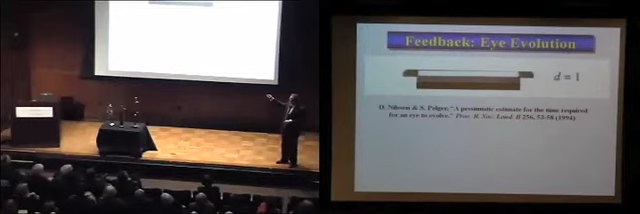 Feedback: Eye Evolution
d = 1
D. Nilsson & S. Pelger, "A pessimistic estimate for the time required
for an eye to evolve." Proc. R. Soc. Lond. B 256, 53-58 (1994)